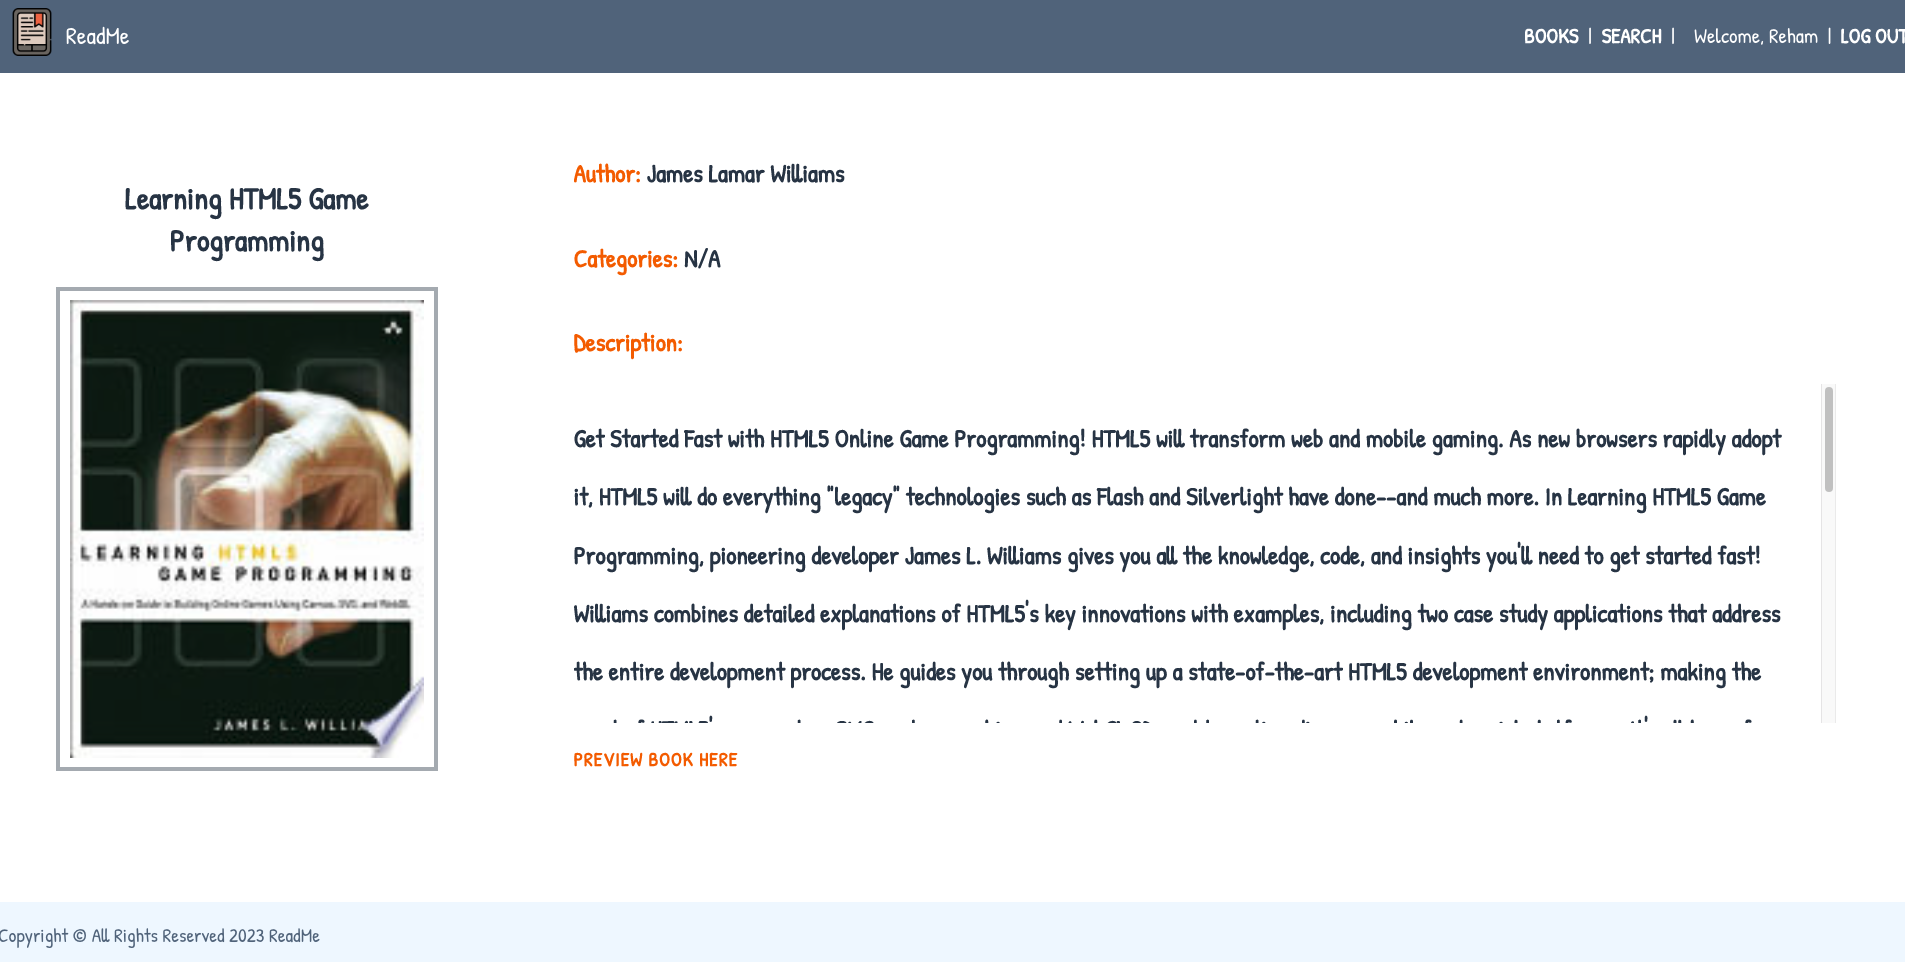 ReadMe
BOOKS | SEARCH | Welcome, Reham | LOG OUT
Learning HTML5 Game
Programming
LEARNING HTML5
GAME PROGRAMMING
A Hands-on Guide to Building Online Games Using Canvas, SVG, and WebGL
JAMES L. WILLIA
Author: James Lamar Williams
Categories: N/A
Description:
Get Started Fast with HTML5 Online Game Programming! HTML5 will transform web and mobile gaming. As new browsers rapidly adopt
it, HTML5 will do everything "legacy" technologies such as Flash and Silverlight have done--and much more. In Learning HTML5 Game
Programming, pioneering developer James L. Williams gives you all the knowledge, code, and insights you'll need to get started fast!
Williams combines detailed explanations of HTML5's key innovations with examples, including two case study applications that address
the entire development process. He guides you through setting up a state-of-the-art HTML5 development environment; making the
PREVIEW BOOK HERE
Copyright © All Rights Reserved 2023 ReadMe